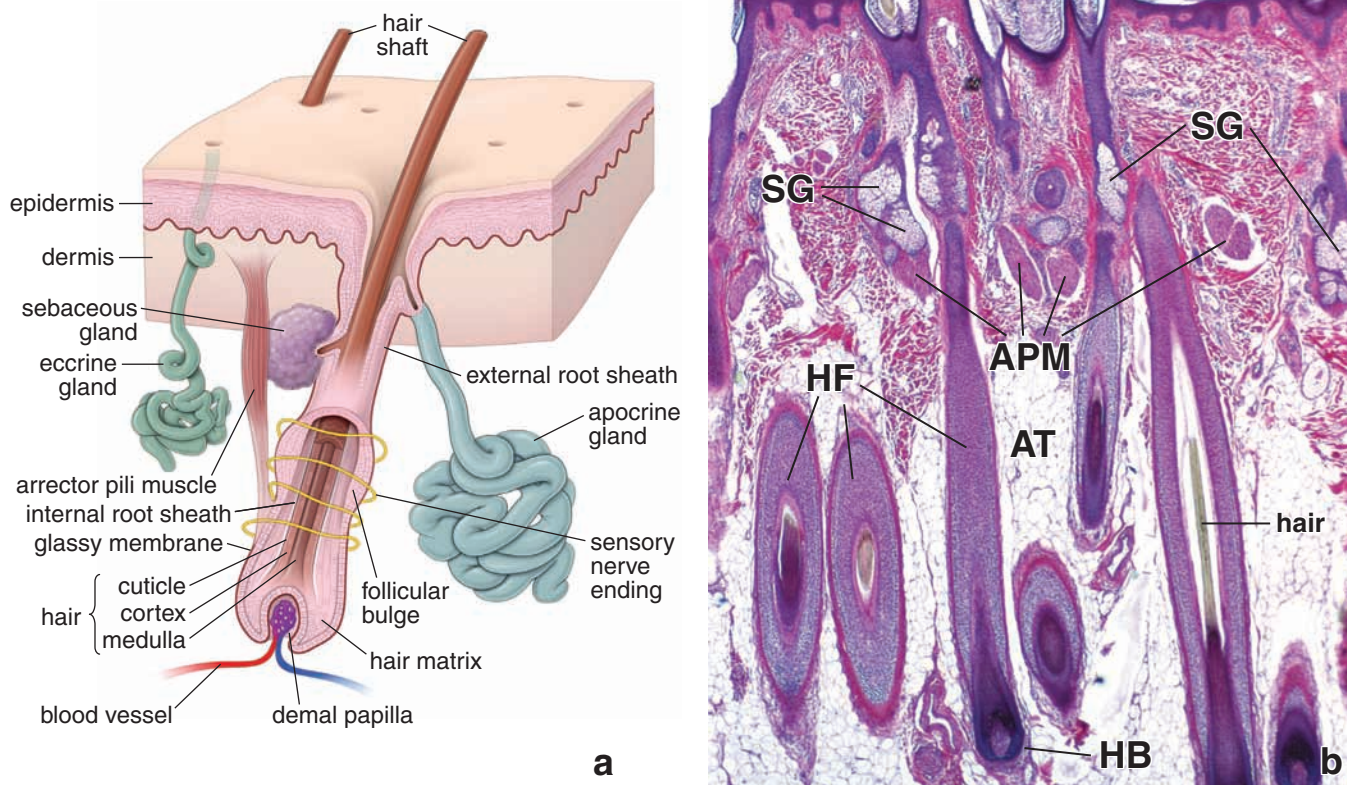 hair
shaft
epidermis
dermis
sebaceous
gland
eccrine
gland
arrector pili muscle
internal root sheath
glassy membrane
hair
cuticle
cortex
medulla
blood vessel
demal papilla
hair matrix
follicular
bulge
sensory
nerve
ending
apocrine
gland
external root sheath
a
SG
SG
APM
HF
AT
hair
HB
b